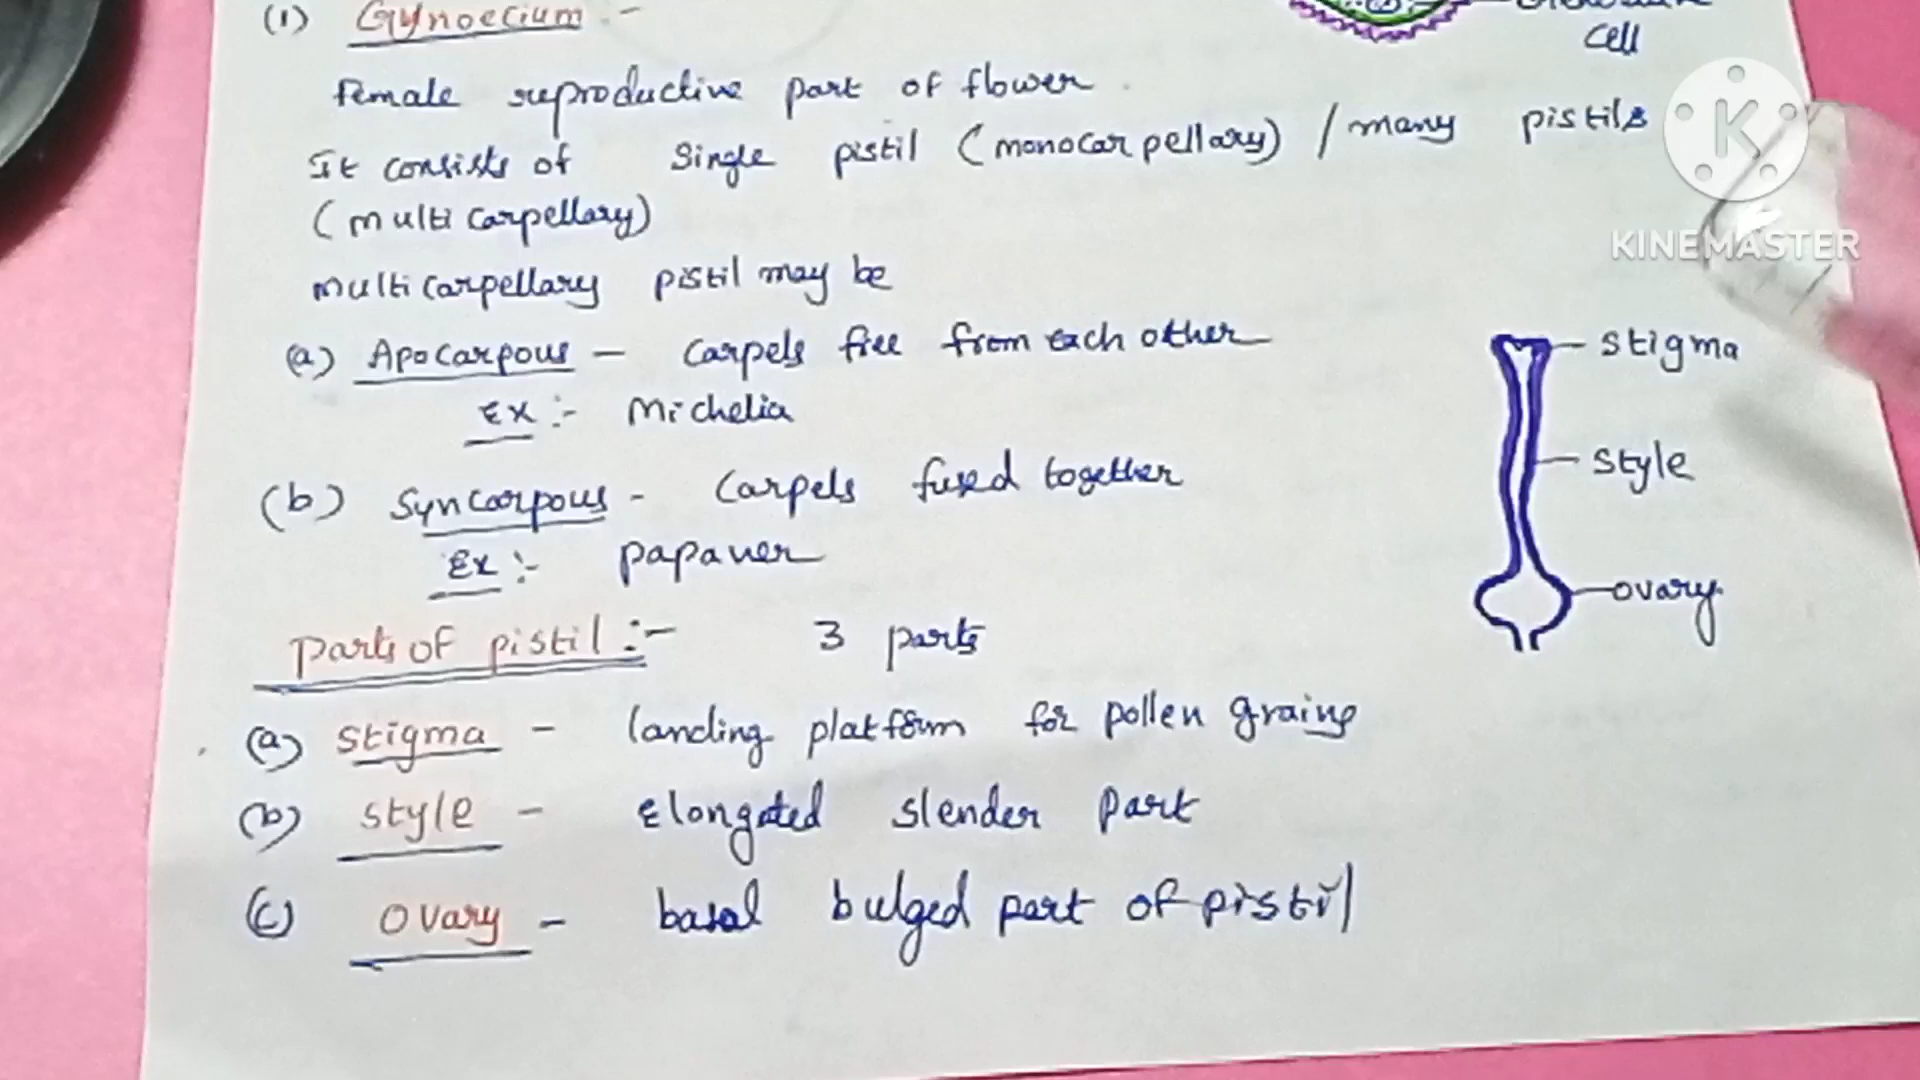 (1) Gynoecium :-
cell
Female reproductive part of flower.
It consists of single pistil (monocarpellary) / many pistils
(multi carpellary)
multi carpellary pistil may be
(a) Apocarpous - carpels free from each other
Ex :- Michelia
(b) Syncarpous - Carpels fused together
Ex :- papaver
parts of pistil :- 3 parts
(a) stigma - landing platform for pollen grains
(b) style - Elongated slender part
(c) ovary - basal bulged part of pistil
stigma
style
ovary.
K
KINEMASTER